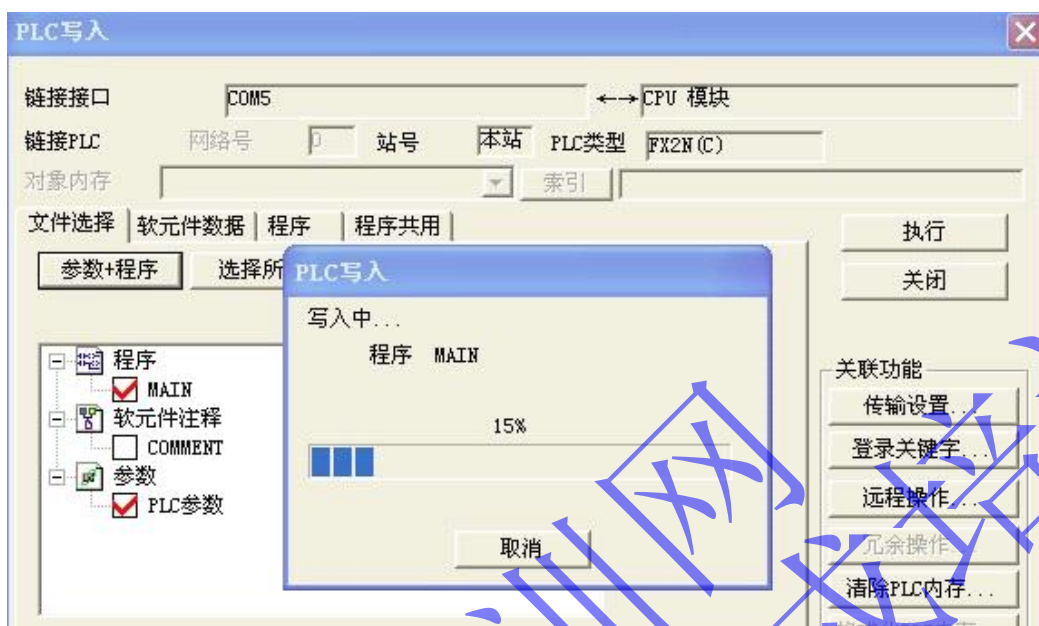 PLC写入
链接接口 COM5 ←→ CPU 模块
链接PLC 网络号 0 站号 本站 PLC类型 FX2N(C)
对象内存 索引
文件选择 软元件数据 程序 程序共用
执行
参数+程序 选择所
关闭
PLC写入
写入中...
程序 MAIN
15%
取消
程序
MAIN
软元件注释
COMMENT
参数
PLC参数
关联功能
传输设置...
登录关键字...
远程操作...
冗余操作...
清除PLC内存...
训网